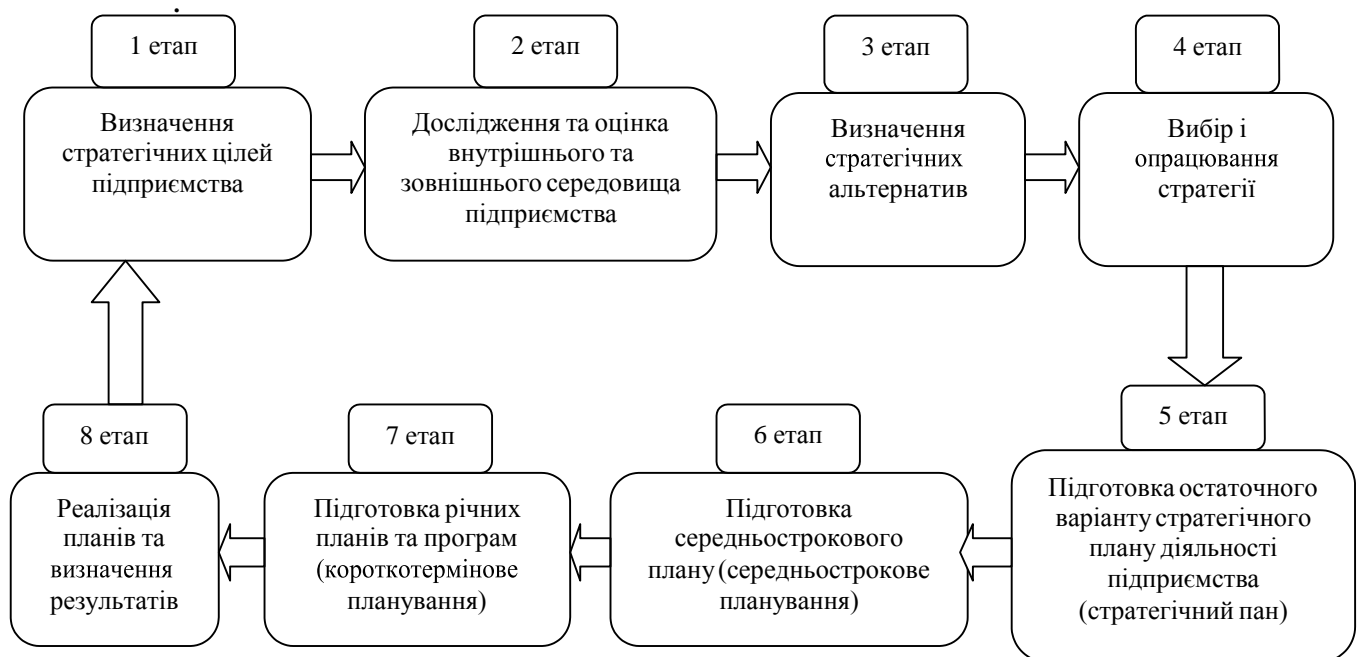 1 етап
Визначення
стратегічних цілей
підприємства
2 етап
Дослідження та оцінка
внутрішнього та
зовнішнього середовища
підприємства
3 етап
Визначення
стратегічних
альтернатив
4 етап
Вибір і
опрацювання
стратегії
5 етап
Підготовка остаточного
варіанту стратегічного
плану діяльності
підприємства
(стратегічний пан)
6 етап
Підготовка
середньострокового
плану (середньострокове
планування)
7 етап
Підготовка річних
планів та програм
(короткотермінове
планування)
8 етап
Реалізація
планів та
визначення
результатів